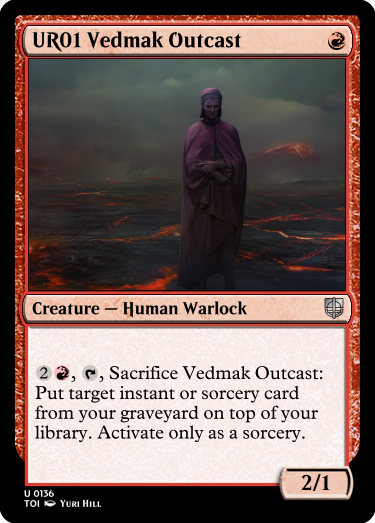 UR01 Vedmak Outcast
Creature — Human Warlock
2, , Sacrifice Vedmak Outcast:
Put target instant or sorcery card
from your graveyard on top of your
library. Activate only as a sorcery.
2/1
U 0136
TOI Yuri Hill